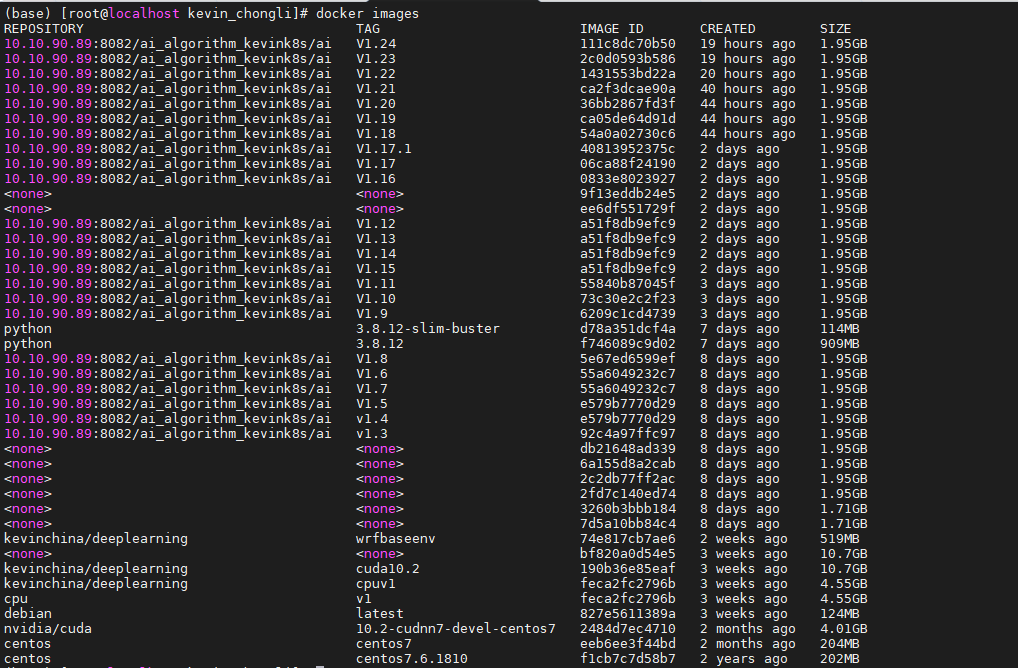 (base) [root@localhost kevin_chongli]# docker images
REPOSITORY TAG IMAGE ID CREATED SIZE
10.10.90.89:8082/ai_algorithm_kevink8s/ai V1.24 111c8dc70b50 19 hours ago 1.95GB
10.10.90.89:8082/ai_algorithm_kevink8s/ai V1.23 2c0d0593b586 19 hours ago 1.95GB
10.10.90.89:8082/ai_algorithm_kevink8s/ai V1.22 1431553bd22a 20 hours ago 1.95GB
10.10.90.89:8082/ai_algorithm_kevink8s/ai V1.21 ca2f3dcae90a 40 hours ago 1.95GB
10.10.90.89:8082/ai_algorithm_kevink8s/ai V1.20 36bb2867fd3f 44 hours ago 1.95GB
10.10.90.89:8082/ai_algorithm_kevink8s/ai V1.19 ca05de64d91d 44 hours ago 1.95GB
10.10.90.89:8082/ai_algorithm_kevink8s/ai V1.18 54a0a02730c6 44 hours ago 1.95GB
10.10.90.89:8082/ai_algorithm_kevink8s/ai V1.17.1 40813952375c 2 days ago 1.95GB
10.10.90.89:8082/ai_algorithm_kevink8s/ai V1.17 06ca88f24190 2 days ago 1.95GB
10.10.90.89:8082/ai_algorithm_kevink8s/ai V1.16 0833e8023927 2 days ago 1.95GB
<none> <none> 9f13eddb24e5 2 days ago 1.95GB
<none> <none> ee6df551729f 2 days ago 1.95GB
10.10.90.89:8082/ai_algorithm_kevink8s/ai V1.12 a51f8db9efc9 2 days ago 1.95GB
10.10.90.89:8082/ai_algorithm_kevink8s/ai V1.13 a51f8db9efc9 2 days ago 1.95GB
10.10.90.89:8082/ai_algorithm_kevink8s/ai V1.14 a51f8db9efc9 2 days ago 1.95GB
10.10.90.89:8082/ai_algorithm_kevink8s/ai V1.15 a51f8db9efc9 2 days ago 1.95GB
10.10.90.89:8082/ai_algorithm_kevink8s/ai V1.11 55840b87045f 3 days ago 1.95GB
10.10.90.89:8082/ai_algorithm_kevink8s/ai V1.10 73c30e2c2f23 3 days ago 1.95GB
10.10.90.89:8082/ai_algorithm_kevink8s/ai V1.9 6209c1cd4739 3 days ago 1.95GB
python 3.8.12-slim-buster d78a351dcf4a 7 days ago 114MB
python 3.8.12 f746089c9d02 7 days ago 909MB
10.10.90.89:8082/ai_algorithm_kevink8s/ai V1.8 5e67ed6599ef 8 days ago 1.95GB
10.10.90.89:8082/ai_algorithm_kevink8s/ai V1.6 55a6049232c7 8 days ago 1.95GB
10.10.90.89:8082/ai_algorithm_kevink8s/ai V1.7 55a6049232c7 8 days ago 1.95GB
10.10.90.89:8082/ai_algorithm_kevink8s/ai V1.5 e579b7770d29 8 days ago 1.95GB
10.10.90.89:8082/ai_algorithm_kevink8s/ai v1.4 e579b7770d29 8 days ago 1.95GB
10.10.90.89:8082/ai_algorithm_kevink8s/ai v1.3 92c4a97ffc97 8 days ago 1.95GB
<none> <none> db21648ad339 8 days ago 1.95GB
<none> <none> 6a155d8a2cab 8 days ago 1.95GB
<none> <none> 2c2db77ff2ac 8 days ago 1.95GB
<none> <none> 2fd7c140ed74 8 days ago 1.95GB
<none> <none> 3260b3bbb184 8 days ago 1.71GB
<none> <none> 7d5a10bb84c4 8 days ago 1.71GB
kevinchina/deeplearning wrfbaseenv 74e817cb7ae6 2 weeks ago 519MB
<none> <none> bf820a0d54e5 3 weeks ago 10.7GB
kevinchina/deeplearning cuda10.2 190b36e85eaf 3 weeks ago 10.7GB
kevinchina/deeplearning cpuv1 feca2fc2796b 3 weeks ago 4.55GB
cpu v1 feca2fc2796b 3 weeks ago 4.55GB
debian latest 827e5611389a 3 weeks ago 124MB
nvidia/cuda 10.2-cudnn7-devel-centos7 2484d7ec4710 2 months ago 4.01GB
centos centos7 eeb6ee3f44bd 2 months ago 204MB
centos centos7.6.1810 f1cb7c7d58b7 2 years ago 202MB